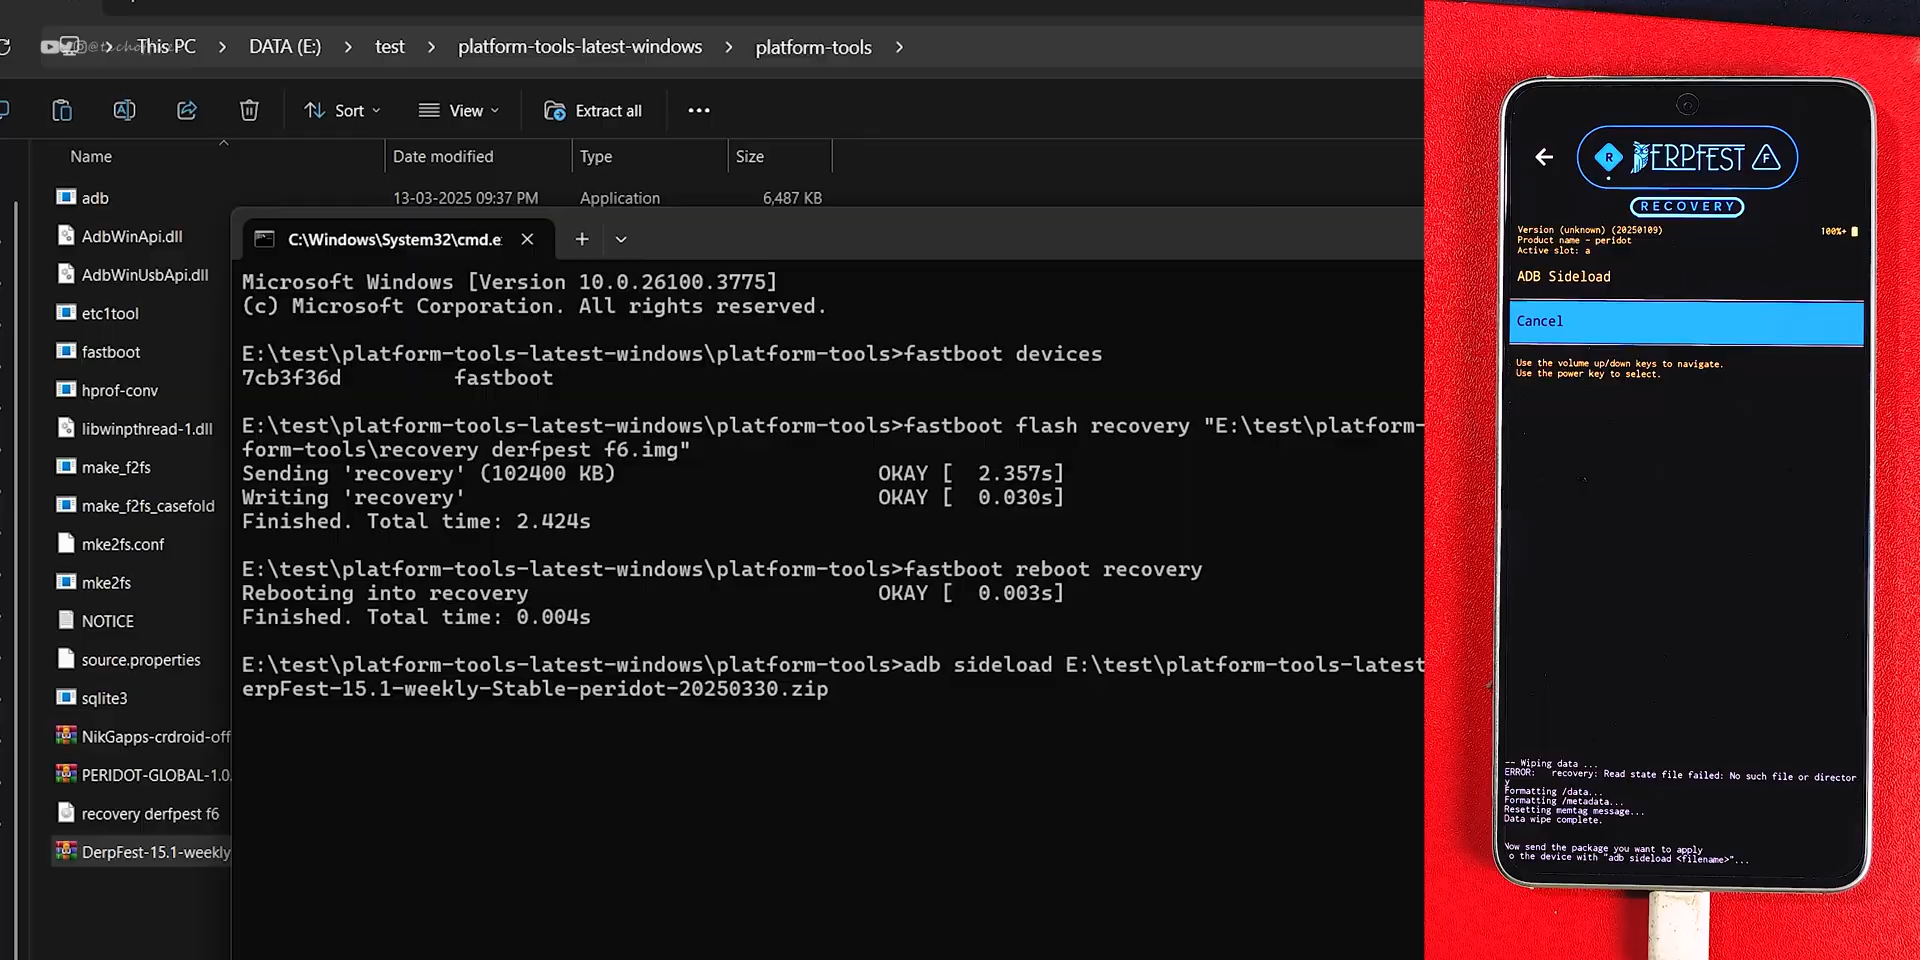 @techo
This PC > DATA (E:) > test > platform-tools-latest-windows > platform-tools >
Sort View Extract all
Name Date modified Type Size
adb 13-03-2025 09:37 PM Application 6,487 KB
AdbWinApi.dll
AdbWinUsbApi.dll
etc1tool
fastboot
hprof-conv
libwinpthread-1.dll
make_f2fs
make_f2fs_casefold
mke2fs.conf
mke2fs
NOTICE
source.properties
sqlite3
NikGapps-crdroid-off
PERIDOT-GLOBAL-1.0.
recovery derfpest f6
DerpFest-15.1-weekly
C:\Windows\System32\cmd.e
Microsoft Windows [Version 10.0.26100.3775]
(c) Microsoft Corporation. All rights reserved.
E:\test\platform-tools-latest-windows\platform-tools>fastboot devices
7cb3f36d fastboot
E:\test\platform-tools-latest-windows\platform-tools>fastboot flash recovery "E:\test\platform-
form-tools\recovery derfpest f6.img"
Sending 'recovery' (102400 KB) OKAY [ 2.357s]
Writing 'recovery' OKAY [ 0.030s]
Finished. Total time: 2.424s
E:\test\platform-tools-latest-windows\platform-tools>fastboot reboot recovery
Rebooting into recovery OKAY [ 0.003s]
Finished. Total time: 0.004s
E:\test\platform-tools-latest-windows\platform-tools>adb sideload E:\test\platform-tools-latest
erpFest-15.1-weekly-Stable-peridot-20250330.zip
R DERPFEST F
RECOVERY
Version (unknown) (20250109)
100%+
Product name - peridot
Active slot: a
ADB Sideload
Cancel
Use the volume up/down keys to navigate.
Use the power key to select.
-- Wiping data ...
ERROR: recovery: Read state file failed: No such file or director
y
Formatting /data...
Formatting /metadata...
Resetting memtag message...
Data wipe complete.
Now send the package you want to apply
o the device with "adb sideload <filename>"...